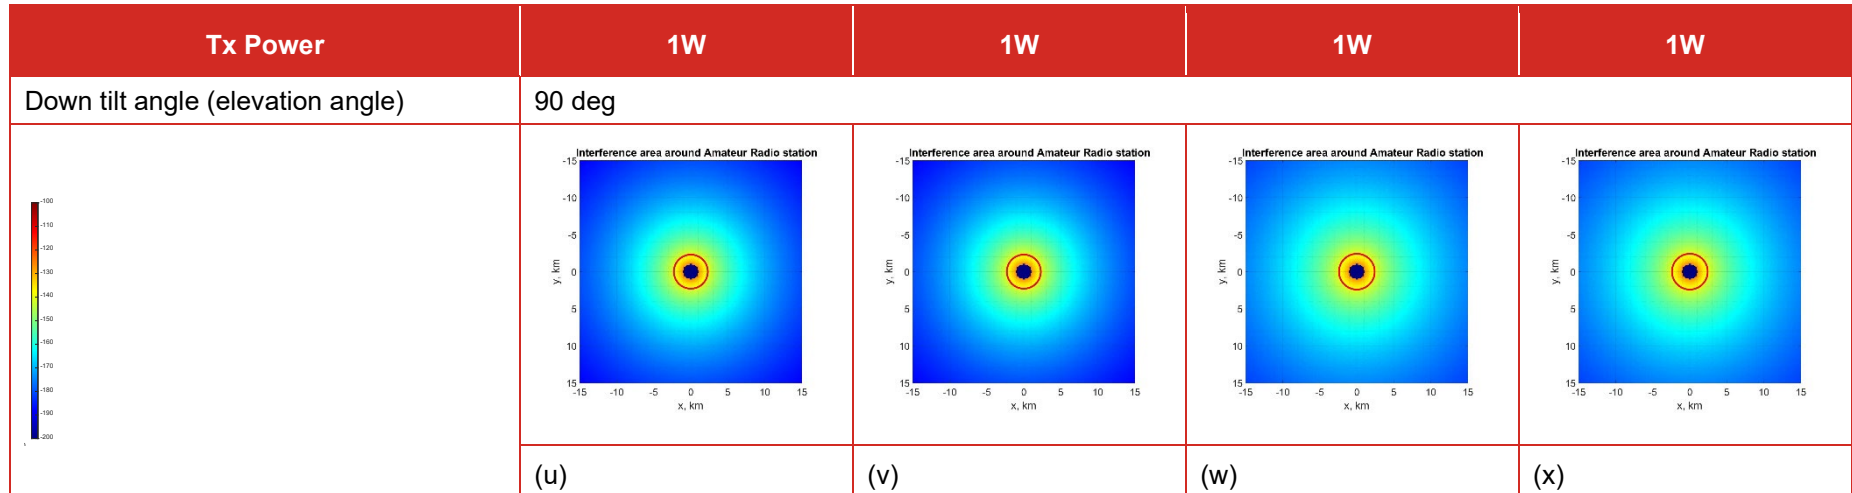 Tx Power 1W 1W 1W 1W
Down tilt angle (elevation angle) 90 deg
Interference area around Amateur Radio station
-15
-10
-5
0
5
10
15
y, km
-15 -10 -5 0 5 10 15
x, km
Interference area around Amateur Radio station
-15
-10
-5
0
5
10
15
y, km
-15 -10 -5 0 5 10 15
x, km
Interference area around Amateur Radio station
-15
-10
-5
0
5
10
15
y, km
-15 -10 -5 0 5 10 15
x, km
Interference area around Amateur Radio station
-15
-10
-5
0
5
10
15
y, km
-15 -10 -5 0 5 10 15
x, km
-100
-110
-120
-130
-140
-150
-160
-170
-180
-190
-200
(u) (v) (w) (x)